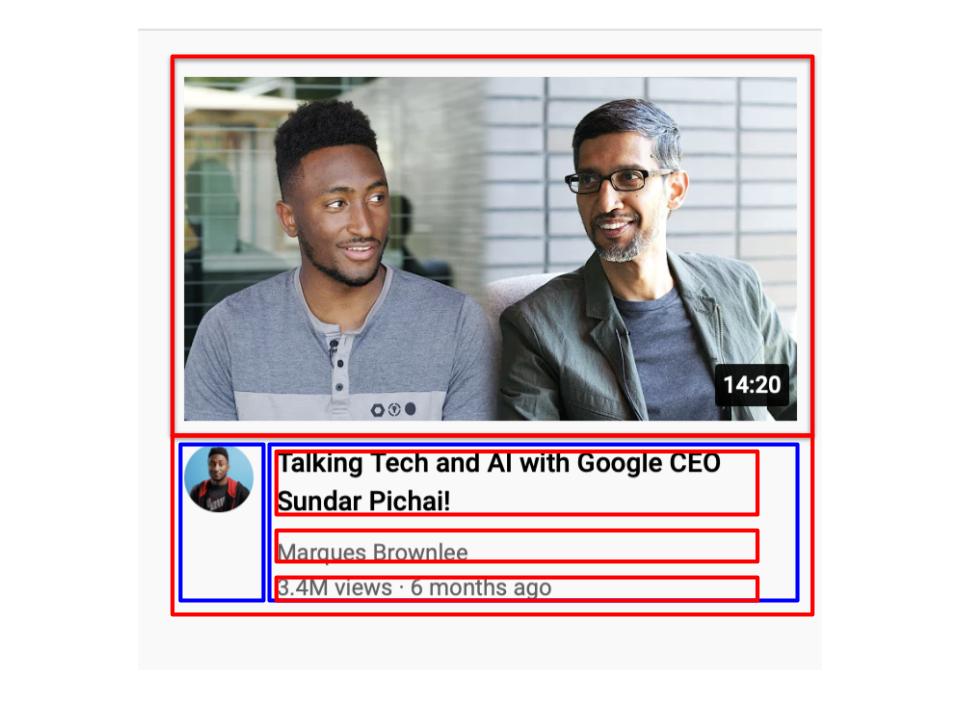 14:20
Talking Tech and AI with Google CEO
Sundar Pichai!
Marques Brownlee
3.4M views · 6 months ago